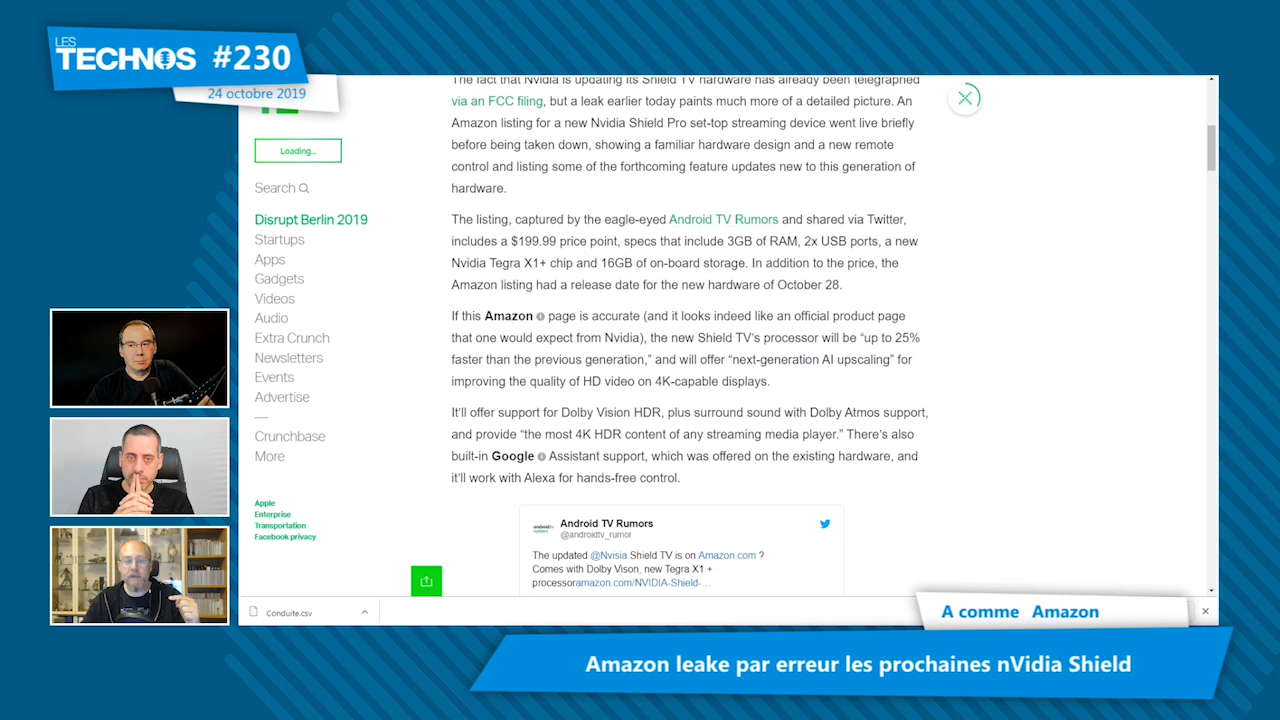 LES
TECHNOS #230
24 octobre 2019
Loading...
Search
Disrupt Berlin 2019
Startups
Apps
Gadgets
Videos
Audio
Extra Crunch
Newsletters
Events
Advertise
—
Crunchbase
More
Apple
Enterprise
Transportation
Facebook privacy
The fact that Nvidia is updating its Shield TV hardware has already been telegraphed
via an FCC filing, but a leak earlier today paints much more of a detailed picture. An
Amazon listing for a new Nvidia Shield Pro set-top streaming device went live briefly
before being taken down, showing a familiar hardware design and a new remote
control and listing some of the forthcoming feature updates new to this generation of
hardware.
The listing, captured by the eagle-eyed Android TV Rumors and shared via Twitter,
includes a $199.99 price point, specs that include 3GB of RAM, 2x USB ports, a new
Nvidia Tegra X1+ chip and 16GB of on-board storage. In addition to the price, the
Amazon listing had a release date for the new hardware of October 28.
If this Amazon page is accurate (and it looks indeed like an official product page
that one would expect from Nvidia), the new Shield TV's processor will be “up to 25%
faster than the previous generation,” and will offer “next-generation AI upscaling” for
improving the quality of HD video on 4K-capable displays.
It'll offer support for Dolby Vision HDR, plus surround sound with Dolby Atmos support,
and provide “the most 4K HDR content of any streaming media player.” There's also
built-in Google Assistant support, which was offered on the existing hardware, and
it'll work with Alexa for hands-free control.
Android TV Rumors
@androidtv_rumor
The updated @Nvisia Shield TV is on Amazon.com ?
Comes with Dolby Vison, new Tegra X1 +
processoramazon.com/NVIDIA-Shield-...
Conduite.csv
A comme Amazon
Amazon leake par erreur les prochaines nVidia Shield